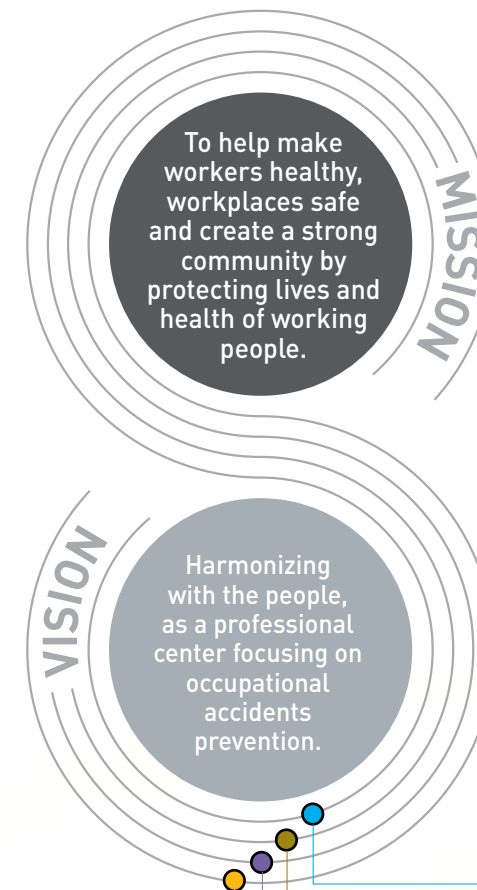 To help make
workers healthy,
workplaces safe
and create a strong
community by
protecting lives and
health of working
people.
MISSION
VISION
Harmonizing
with the people,
as a professional
center focusing on
occupational
accidents
prevention.